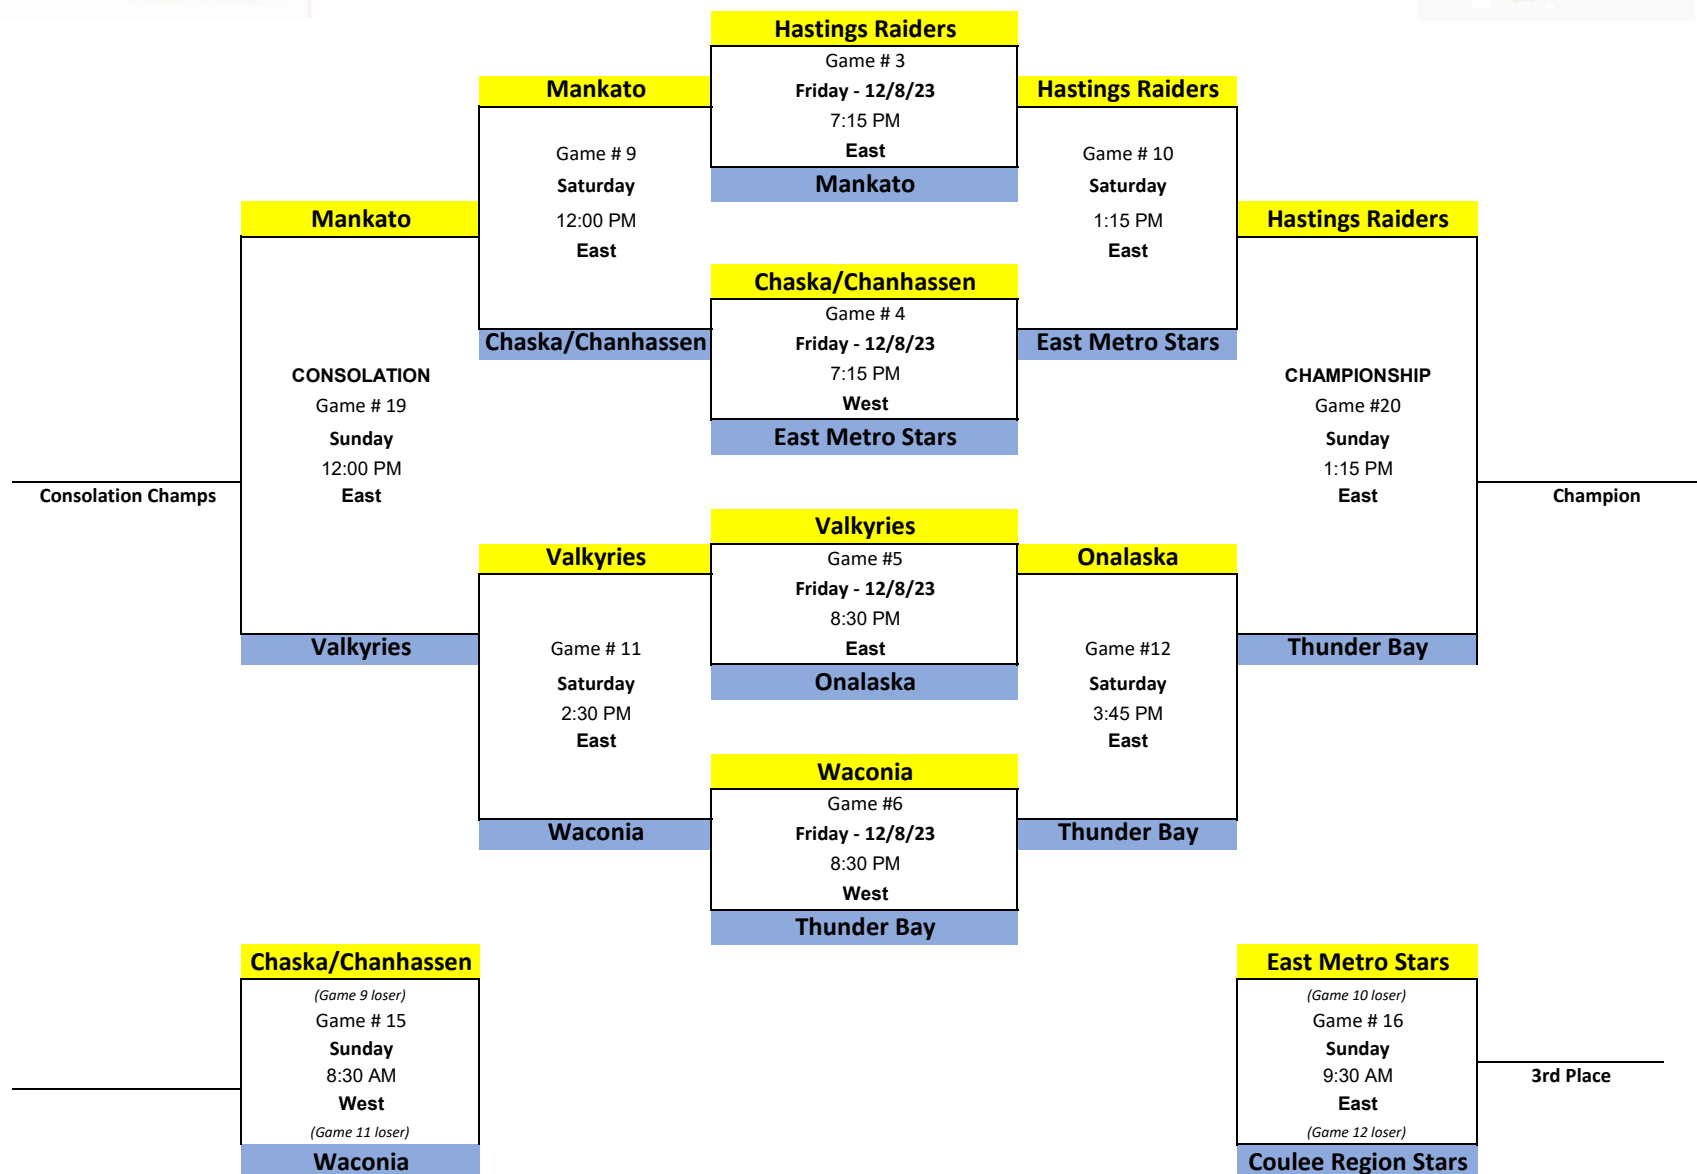 Hastings Raiders
Game # 3
Friday - 12/8/23
7:15 PM
East
Mankato
Mankato
Game # 9
Saturday
12:00 PM
East
Chaska/Chanhassen
Hastings Raiders
Game # 10
Saturday
1:15 PM
East
East Metro Stars
Chaska/Chanhassen
Game # 4
Friday - 12/8/23
7:15 PM
West
East Metro Stars
Mankato
CONSOLATION
Game # 19
Sunday
12:00 PM
East
Valkyries
Consolation Champs
Hastings Raiders
CHAMPIONSHIP
Game #20
Sunday
1:15 PM
East
Thunder Bay
Champion
Valkyries
Game #5
Friday - 12/8/23
8:30 PM
East
Onalaska
Valkyries
Game # 11
Saturday
2:30 PM
East
Waconia
Onalaska
Game #12
Saturday
3:45 PM
East
Thunder Bay
Waconia
Game #6
Friday - 12/8/23
8:30 PM
West
Thunder Bay
Chaska/Chanhassen
(Game 9 loser)
Game # 15
Sunday
8:30 AM
West
(Game 11 loser)
Waconia
East Metro Stars
(Game 10 loser)
Game # 16
Sunday
9:30 AM
East
(Game 12 loser)
Coulee Region Stars
3rd Place